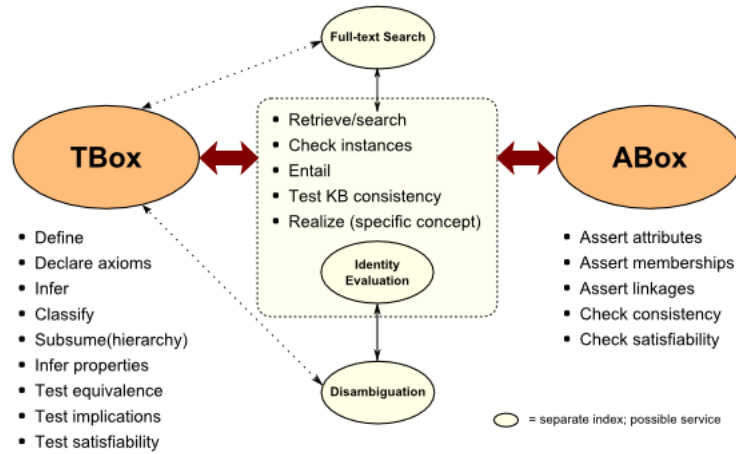 Full-text Search
TBox
Retrieve/search
Check instances
Entail
Test KB consistency
Realize (specific concept)
Identity
Evaluation
ABox
Define
Declare axioms
Infer
Classify
Subsume(hierarchy)
Infer properties
Test equivalence
Test implications
Test satisfiability
Assert attributes
Assert memberships
Assert linkages
Check consistency
Check satisfiability
Disambiguation
= separate index; possible service